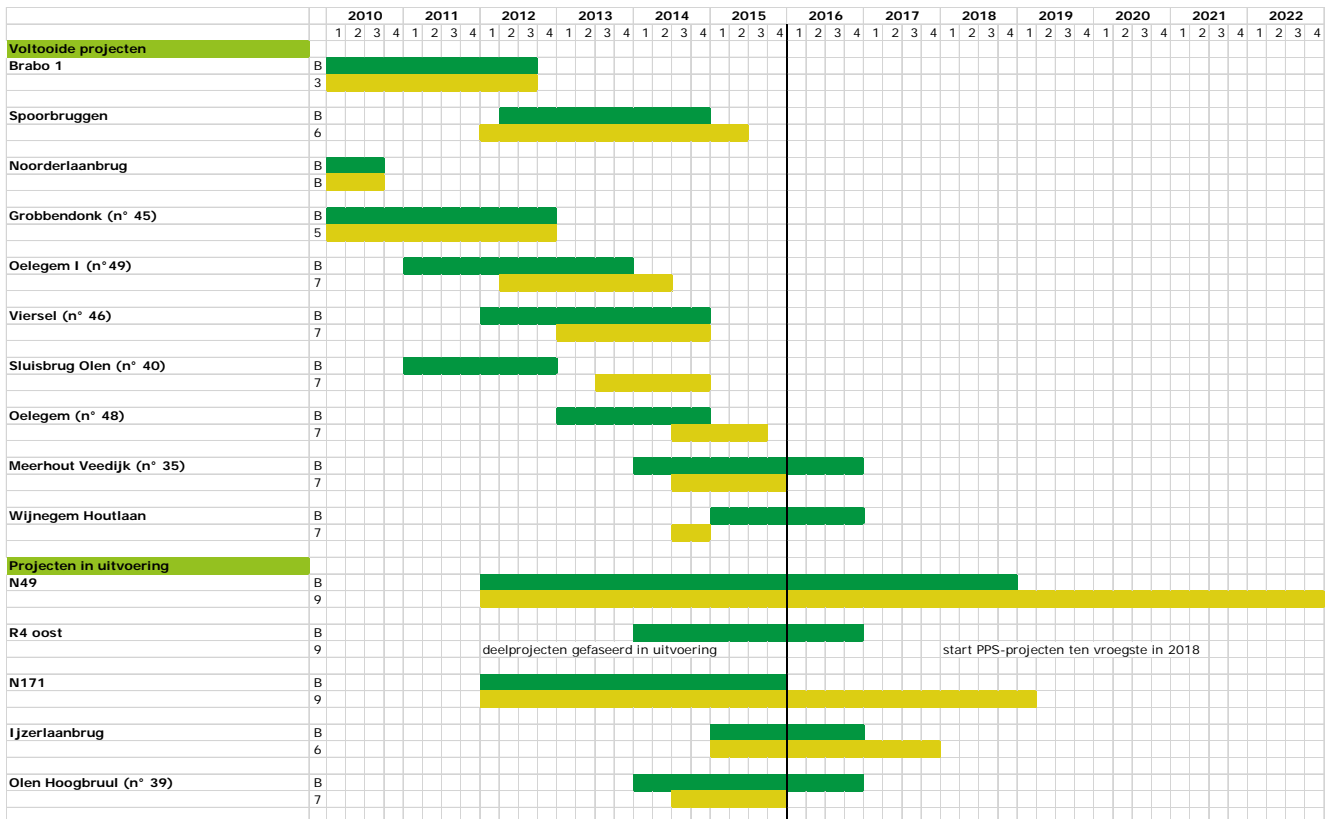 2010 2011 2012 2013 2014 2015 2016 2017 2018 2019 2020 2021 2022
1 2 3 4 1 2 3 4 1 2 3 4 1 2 3 4 1 2 3 4 1 2 3 4 1 2 3 4 1 2 3 4 1 2 3 4 1 2 3 4 1 2 3 4 1 2 3 4 1 2 3 4
Voltooide projecten
Brabo 1 B
3
Spoorbruggen B
6
Noorderlaanbrug B
B
Grobbendonk (n° 45) B
5
Oelegem I (n°49) B
7
Viersel (n° 46) B
7
Sluisbrug Olen (n° 40) B
7
Oelegem (n° 48) B
7
Meerhout Veedijk (n° 35) B
7
Wijnegem Houtlaan B
7
Projecten in uitvoering
N49 B
9
R4 oost B
9 deelprojecten gefaseerd in uitvoering start PPS-projecten ten vroegste in 2018
N171 B
9
Ijzerlaanbrug B
6
Olen Hoogbruul (n° 39) B
7